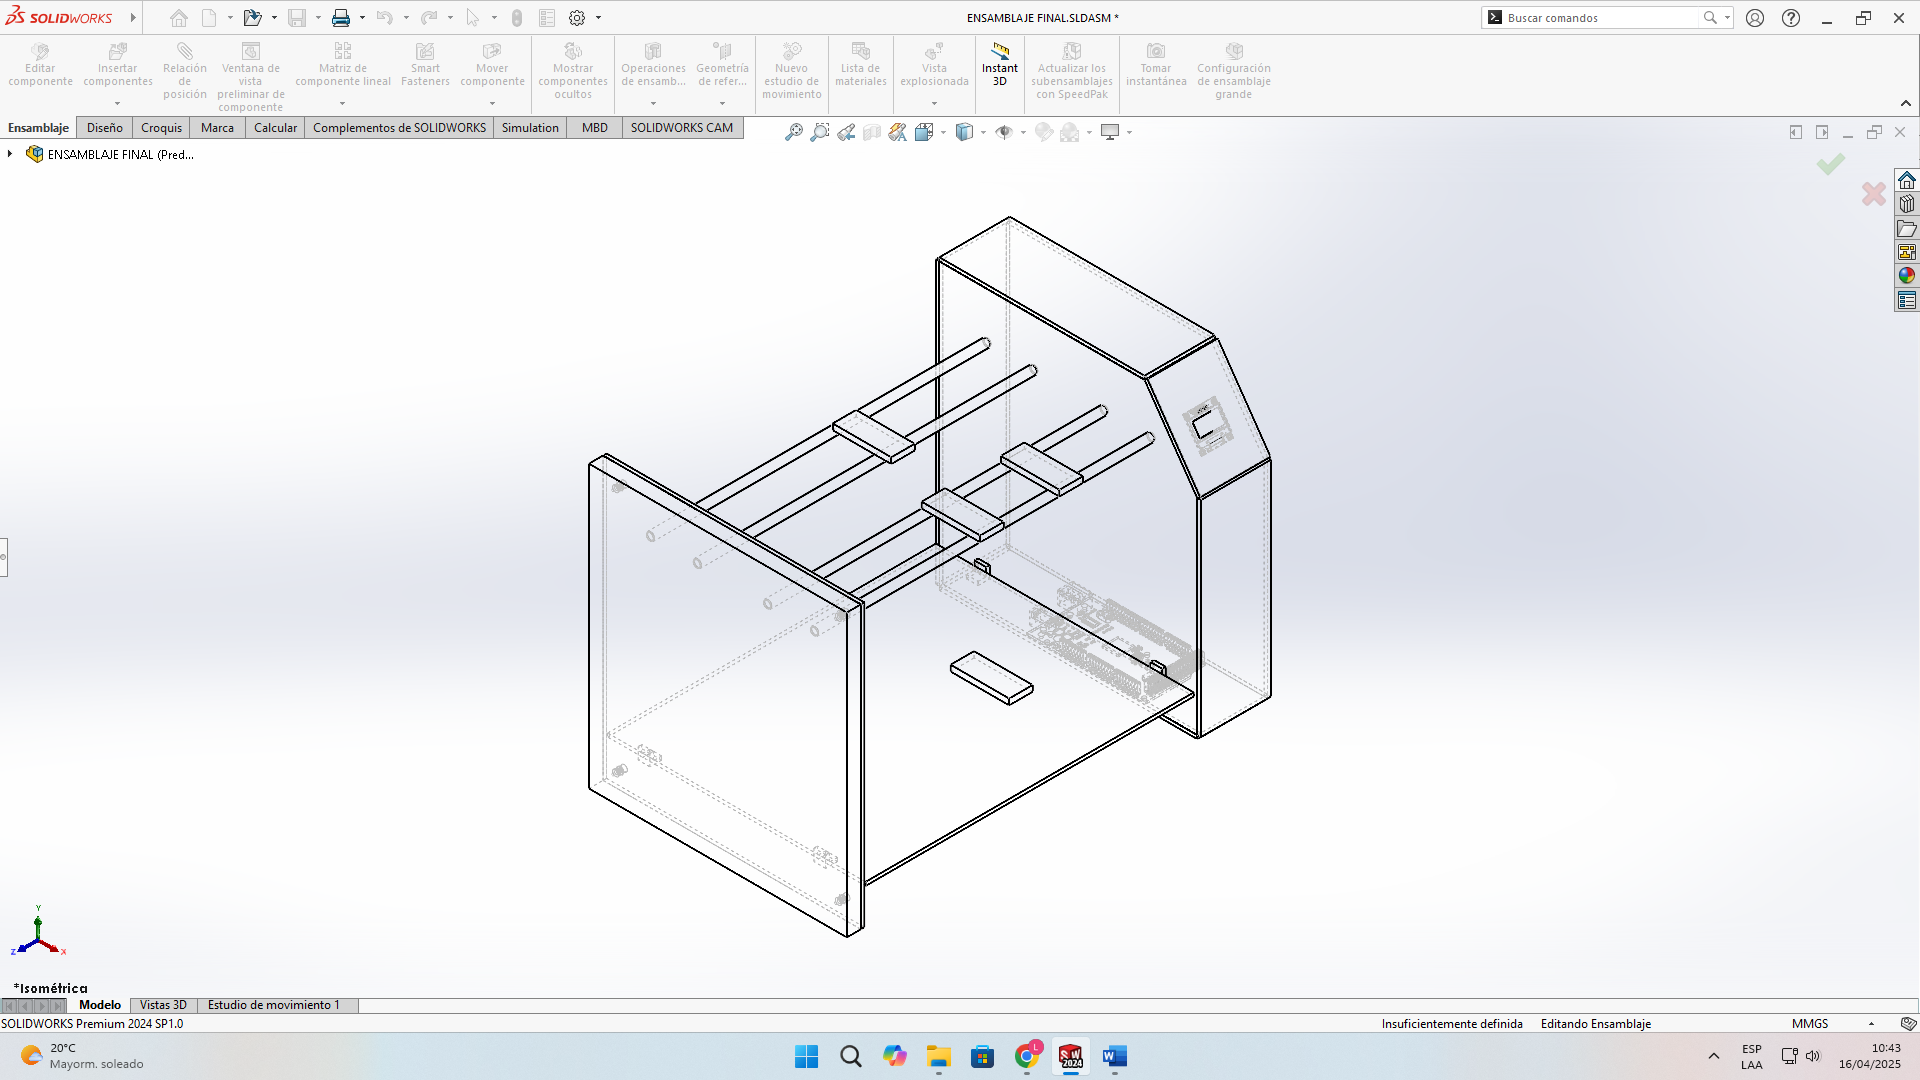 SOLIDWORKS
ENSAMBLAJE FINAL.SLDASM *
Buscar comandos
Editar componente
Insertar componentes
Relación de posición
Ventana de vista preliminar de componente
Matriz de componente lineal
Smart Fasteners
Mover componente
Mostrar componentes ocultos
Operaciones de ensamb...
Geometría de refer...
Nuevo estudio de movimiento
Lista de materiales
Vista explosionada
Instant 3D
Actualizar los subensamblajes con SpeedPak
Tomar instantánea
Configuración de ensamblaje grande
Ensamblaje
Diseño
Croquis
Marca
Calcular
Complementos de SOLIDWORKS
Simulation
MBD
SOLIDWORKS CAM
ENSAMBLAJE FINAL (Pred...
Y
Z
X
*Isométrica
Modelo
Vistas 3D
Estudio de movimiento 1
SOLIDWORKS Premium 2024 SP1.0
Insuficientemente definida
Editando Ensamblaje
MMGS
20°C
Mayorm. soleado
L
SW
2024
W
ESP
LAA
10:43
16/04/2025